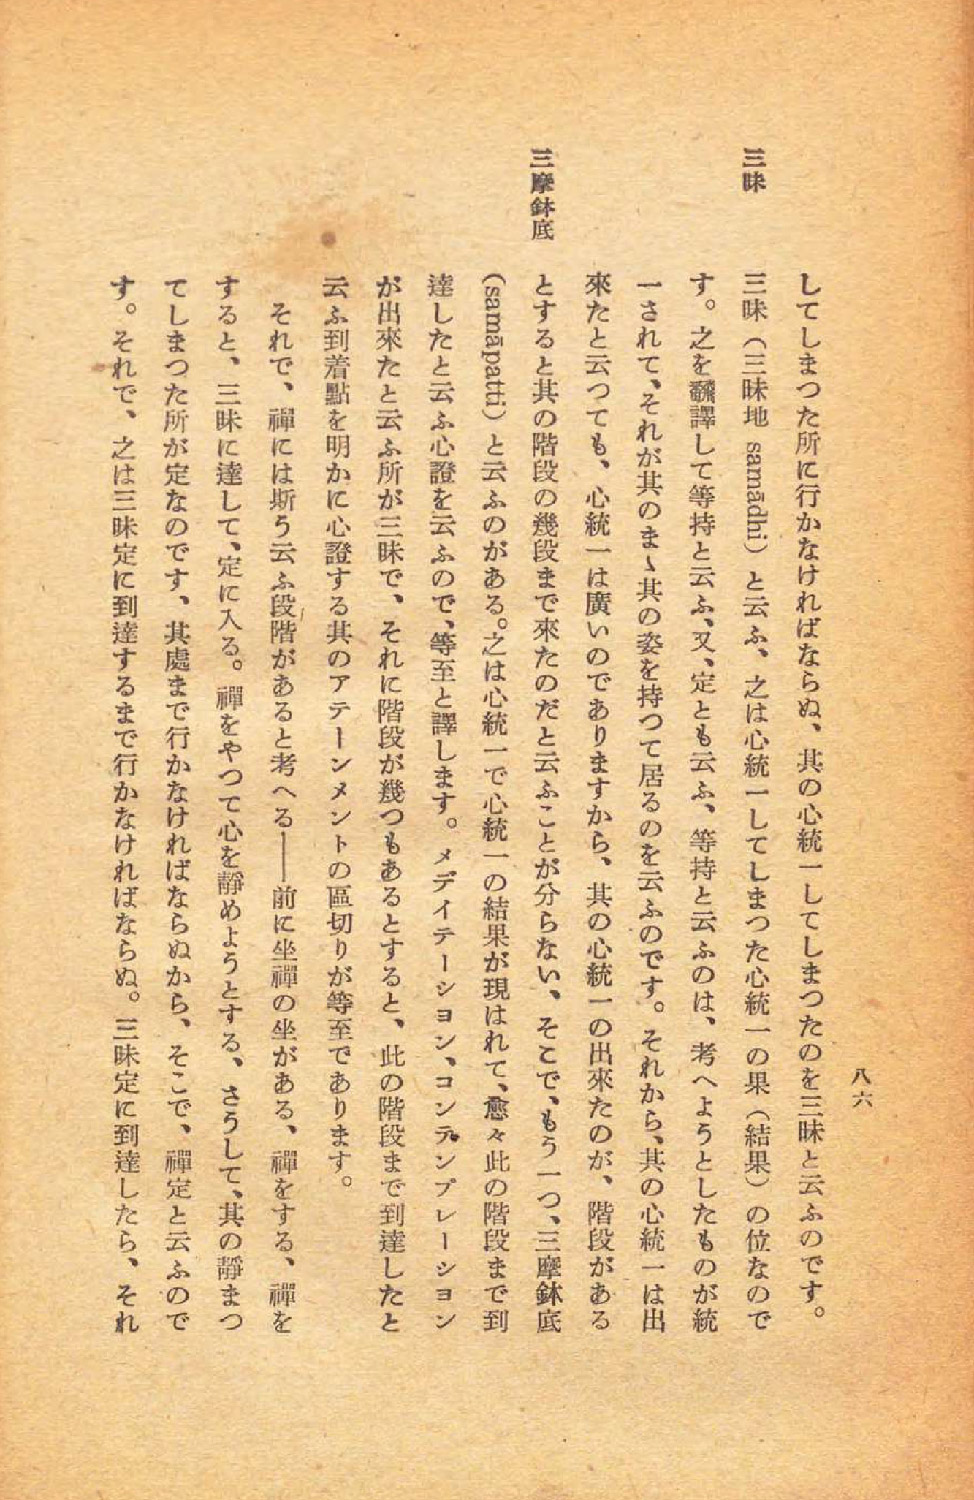 八六
してしまつた所に行かなければならぬ、其の心統一してしまつたのを三昧と云ふのです。
三昧
三昧（三昧地 samādhi）と云ふ、之は心統一してしまつた心統一の果（結果）の位なので
す。之を飜譯して等持と云ふ、又、定とも云ふ、等持と云ふのは、考へようとしたものが統
一されて、それが其のまゝ其の姿を持つて居るのを云ふのです。それから、其の心統一は出
來たと云つても、心統一は廣いのでありますから、其の心統一の出來たのが、階段がある
三摩鉢底
とすると其の階段の幾段まで來たのだと云ふことが分らない、そこで、もう一つ、三摩鉢底
（samāpatti）と云ふのがある。之は心統一で心統一の結果が現はれて、愈々此の階段まで到
達したと云ふ心證を云ふので、等至と譯します。メデイテーション、コンテンプレーション
が出來たと云ふ所が三昧で、それに階段が幾つもあるとすると、此の階段まで到達したと
云ふ到着點を明かに心證する其のアテーンメントの區切りが等至であります。
それで、禪には斯う云ふ段階があると考へる――前に坐禪の坐がある、禪をする、禪を
すると、三昧に達して、定に入る。禪をやつて心を靜めようとする、さうして、其の靜まつ
てしまつた所が定なのです、其處まで行かなければならぬから、そこで、禪定と云ふので
す。それで、之は三昧定に到達するまで行かなければならぬ。三昧定に到達したら、それ